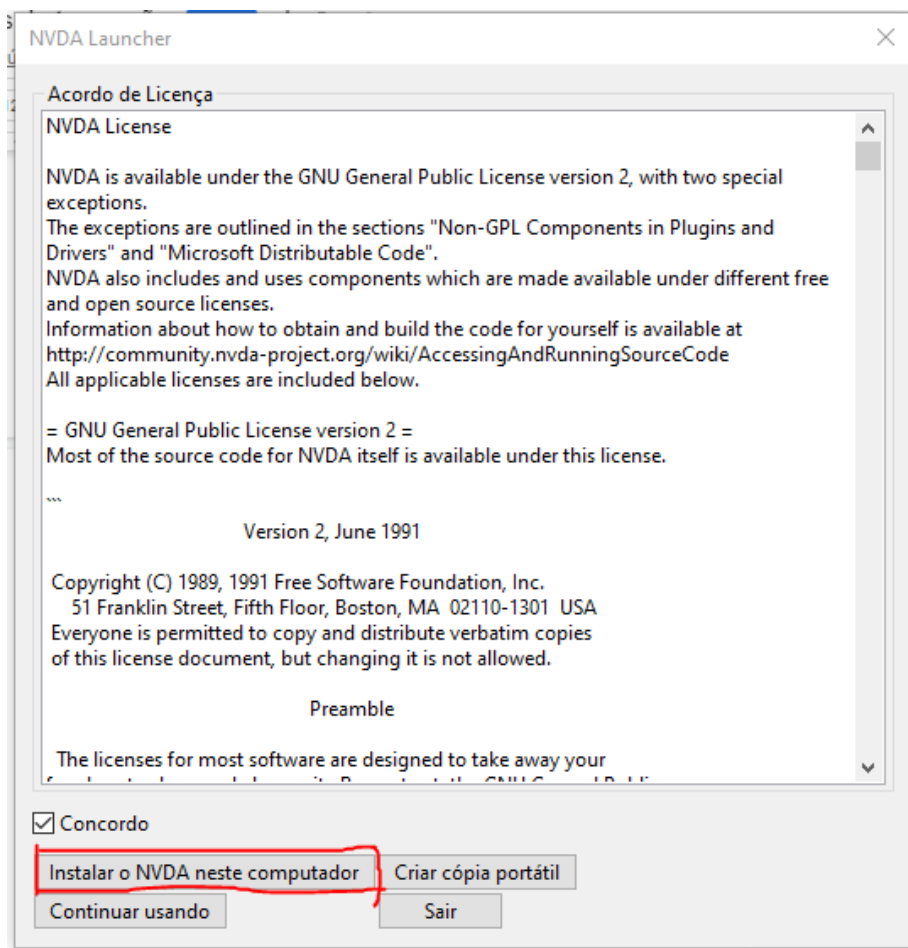 NVDA Launcher
Acordo de Licença
NVDA License
NVDA is available under the GNU General Public License version 2, with two special
exceptions.
The exceptions are outlined in the sections "Non-GPL Components in Plugins and
Drivers" and "Microsoft Distributable Code".
NVDA also includes and uses components which are made available under different free
and open source licenses.
Information about how to obtain and build the code for yourself is available at
http://community.nvda-project.org/wiki/AccessingAndRunningSourceCode
All applicable licenses are included below.
= GNU General Public License version 2 =
Most of the source code for NVDA itself is available under this license.
```
Version 2, June 1991
Copyright (C) 1989, 1991 Free Software Foundation, Inc.
51 Franklin Street, Fifth Floor, Boston, MA  02110-1301  USA
Everyone is permitted to copy and distribute verbatim copies
of this license document, but changing it is not allowed.
Preamble
The licenses for most software are designed to take away your
Concordo
Instalar o NVDA neste computador Criar cópia portátil
Continuar usando Sair